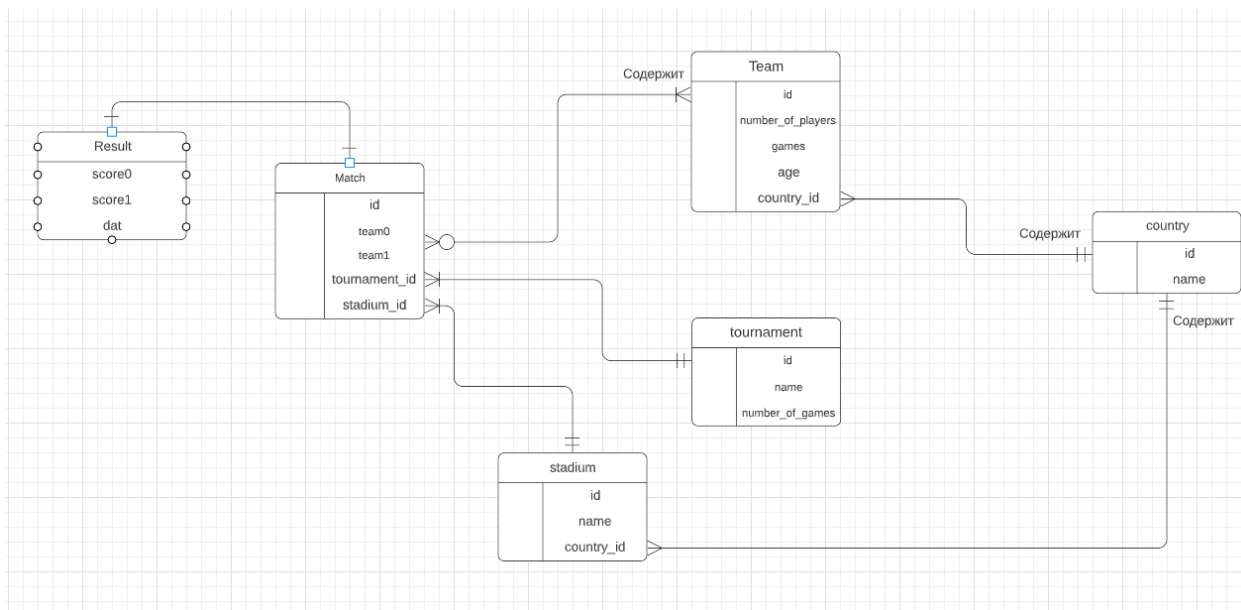 Result
score0
score1
dat
Match
id
team0
team1
tournament_id
stadium_id
Содержит
Team
id
number_of_players
games
age
country_id
Содержит
country
id
name
Содержит
tournament
id
name
number_of_games
stadium
id
name
country_id